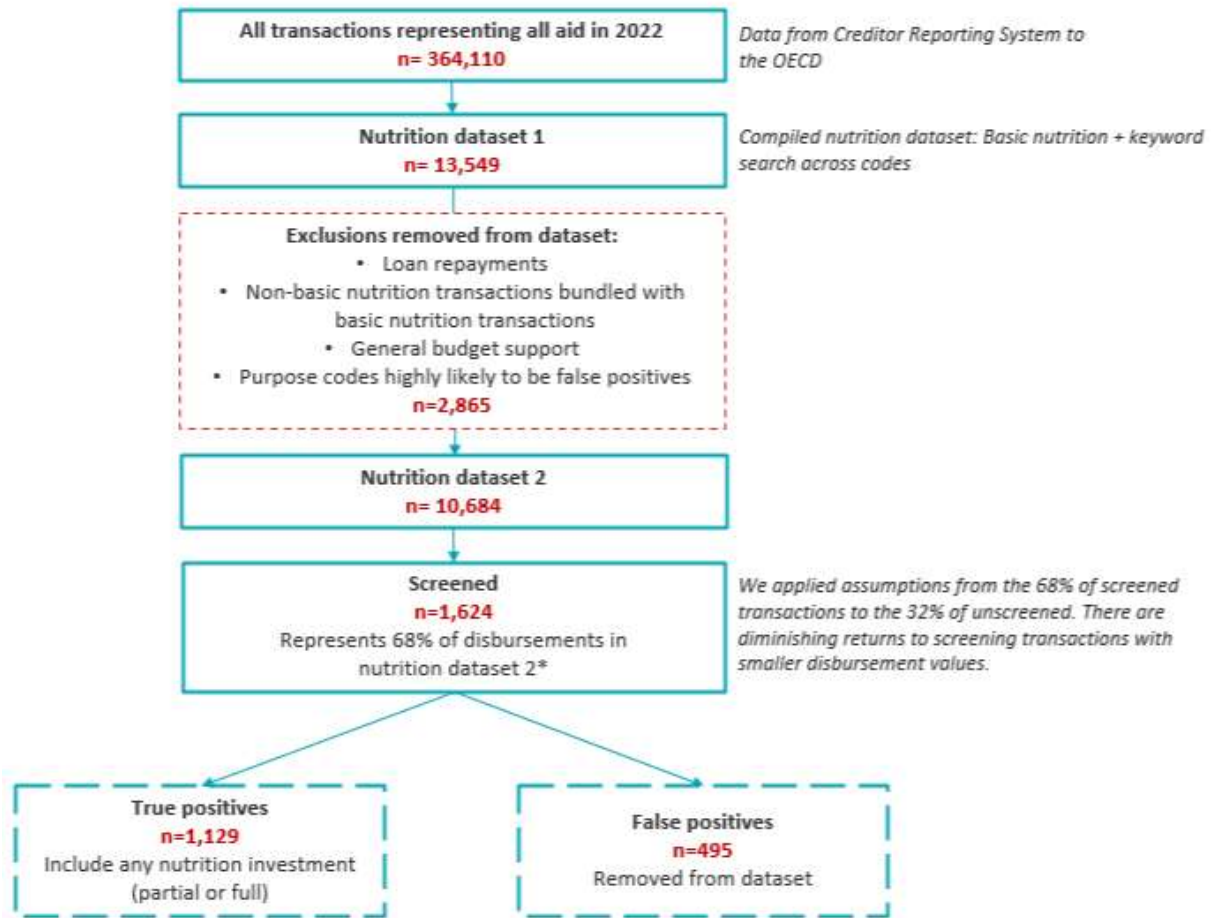 All transactions representing all aid in 2022
n= 364,110
Data from Creditor Reporting System to
the OECD
Nutrition dataset 1
n= 13,549
Compiled nutrition dataset: Basic nutrition + keyword
search across codes
Exclusions removed from dataset:
• Loan repayments
• Non-basic nutrition transactions bundled with
basic nutrition transactions
• General budget support
• Purpose codes highly likely to be false positives
n=2,865
Nutrition dataset 2
n= 10,684
Screened
n=1,624
Represents 68% of disbursements in
nutrition dataset 2*
We applied assumptions from the 68% of screened
transactions to the 32% of unscreened. There are
diminishing returns to screening transactions with
smaller disbursement values.
True positives
n=1,129
Include any nutrition investment
(partial or full)
False positives
n=495
Removed from dataset